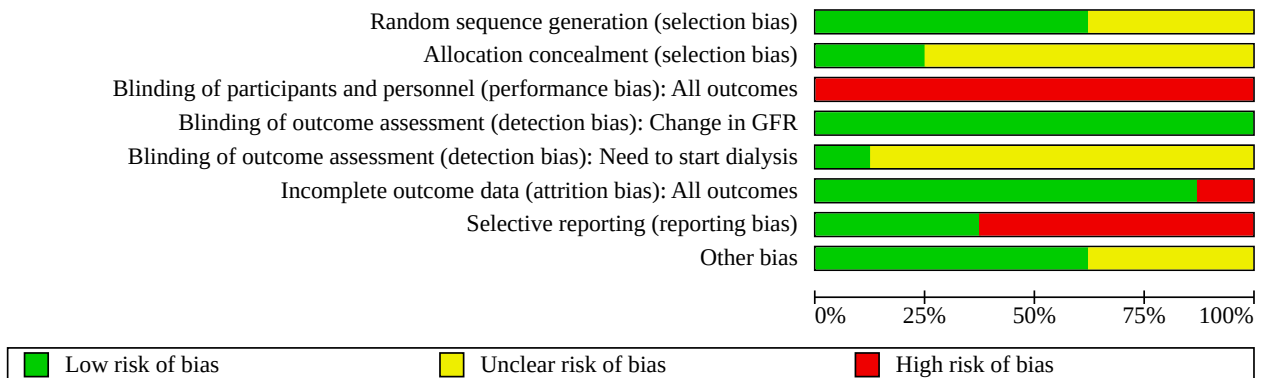 Random sequence generation (selection bias)
Allocation concealment (selection bias)
Blinding of participants and personnel (performance bias): All outcomes
Blinding of outcome assessment (detection bias): Change in GFR
Blinding of outcome assessment (detection bias): Need to start dialysis
Incomplete outcome data (attrition bias): All outcomes
Selective reporting (reporting bias)
Other bias
0% 25% 50% 75% 100%
Low risk of bias Unclear risk of bias High risk of bias